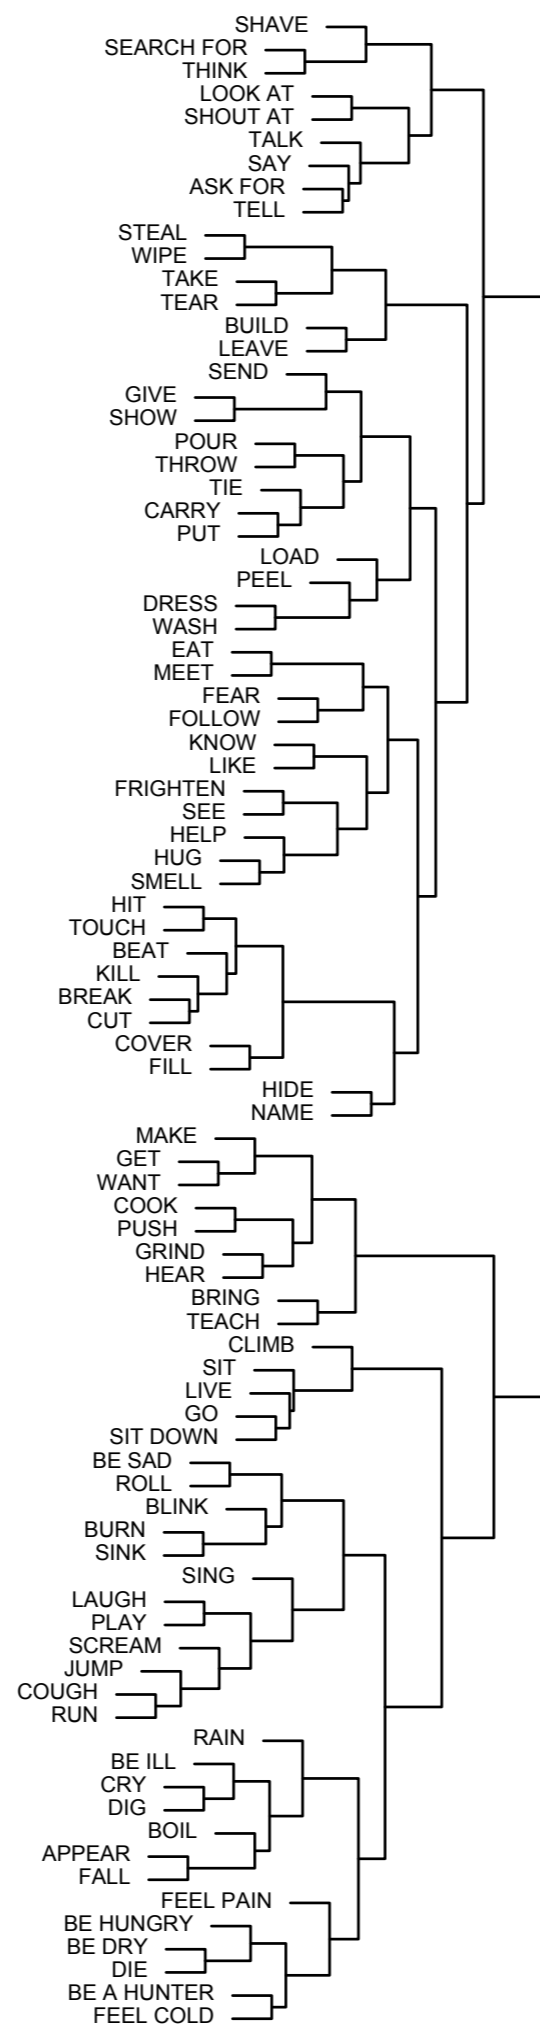 SHAVE
SEARCH FOR
THINK
LOOK AT
SHOUT AT
TALK
SAY
ASK FOR
TELL
STEAL
WIPE
TAKE
TEAR
BUILD
LEAVE
SEND
GIVE
SHOW
POUR
THROW
TIE
CARRY
PUT
LOAD
PEEL
DRESS
WASH
EAT
MEET
FEAR
FOLLOW
KNOW
LIKE
FRIGHTEN
SEE
HELP
HUG
SMELL
HIT
TOUCH
BEAT
KILL
BREAK
CUT
COVER
FILL
HIDE
NAME
MAKE
GET
WANT
COOK
PUSH
GRIND
HEAR
BRING
TEACH
CLIMB
SIT
LIVE
GO
SIT DOWN
BE SAD
ROLL
BLINK
BURN
SINK
SING
LAUGH
PLAY
SCREAM
JUMP
COUGH
RUN
RAIN
BE ILL
CRY
DIG
BOIL
APPEAR
FALL
FEEL PAIN
BE HUNGRY
BE DRY
DIE
BE A HUNTER
FEEL COLD